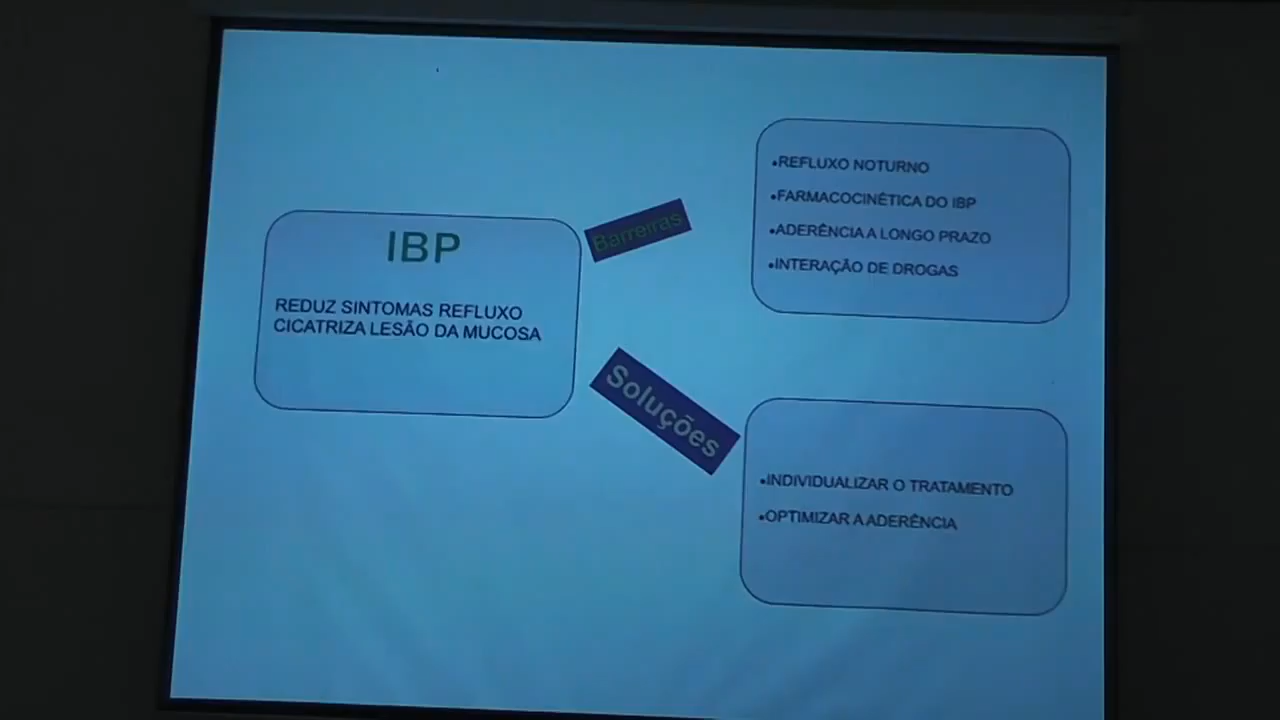 IBP
REDUZ SINTOMAS REFLUXO
CICATRIZA LESÃO DA MUCOSA
Barreiras
•REFLUXO NOTURNO
•FARMACOCINÉTICA DO IBP
•ADERÊNCIA A LONGO PRAZO
•INTERAÇÃO DE DROGAS
Soluções
•INDIVIDUALIZAR O TRATAMENTO
•OPTIMIZAR A ADERÊNCIA